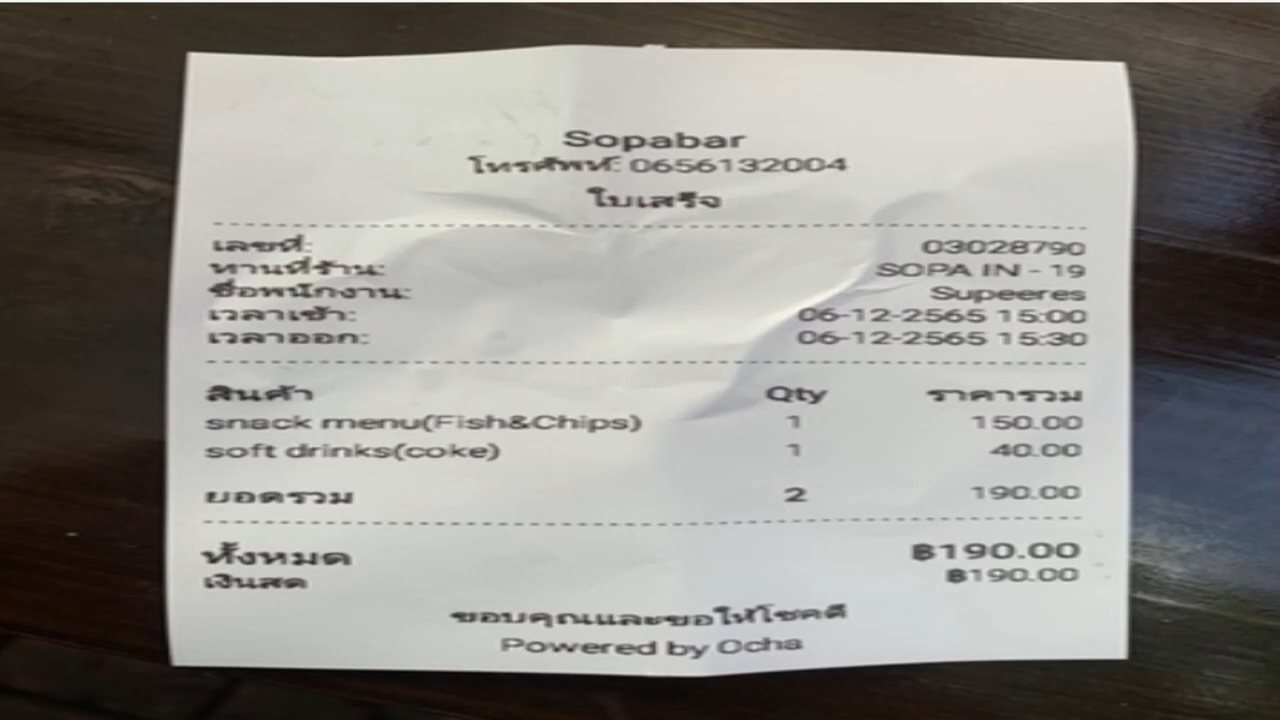 Sopabar
โทรศัพท์: 0656132004
ใบเสร็จ
เลขที่: 03028790
ทานที่ร้าน: SOPA IN - 19
ชื่อพนักงาน: Supeeres
เวลาเข้า: 06-12-2565 15:00
เวลาออก: 06-12-2565 15:30
สินค้า Qty ราคารวม
snack menu(Fish&Chips) 1 150.00
soft drinks(coke) 1 40.00
ยอดรวม 2 190.00
ทั้งหมด ฿190.00
เงินสด ฿190.00
ขอบคุณและขอให้โชคดี
Powered by Ocha